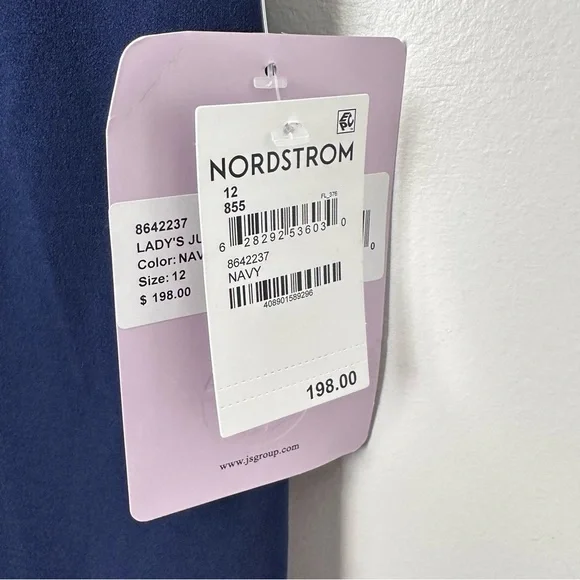 NORDSTROM
12
855
FL_376
6 28292 53603 0
8642237
NAVY
408901589296
198.00
8642237
LADY'S
Color: NAV
Size: 12
$ 198.00
0
www.jsgroup.com